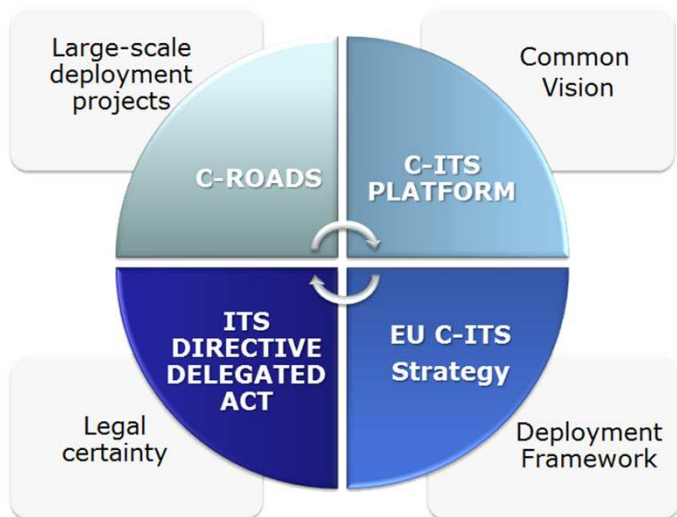 Large-scale
deployment
projects
Common
Vision
C-ROADS
C-ITS
PLATFORM
ITS
DIRECTIVE
DELEGATED
ACT
EU C-ITS
Strategy
Legal
certainty
Deployment
Framework